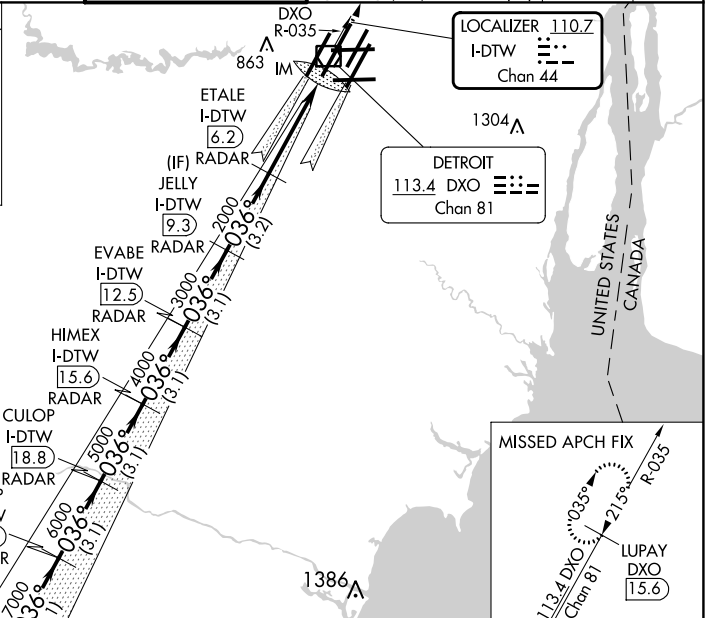 DXO
R-035
863
IM
LOCALIZER 110.7
I-DTW
Chan 44
1304
DETROIT
113.4 DXO
Chan 81
ETALE
I-DTW
6.2
RADAR
(IF)
JELLY
I-DTW
9.3
RADAR
EVABE
I-DTW
12.5
RADAR
HIMEX
I-DTW
15.6
RADAR
CULOP
I-DTW
18.8
RADAR
R
2000
036°
(3.2)
3000
036°
(3.1)
4000
036°
(3.1)
5000
036°
(3.1)
6000
036°
(3.1)
7000
036°
UNITED STATES
CANADA
1386
MISSED APCH FIX
035°
215°
R-035
LUPAY
DXO
15.6
113.4 DXO
Chan 81